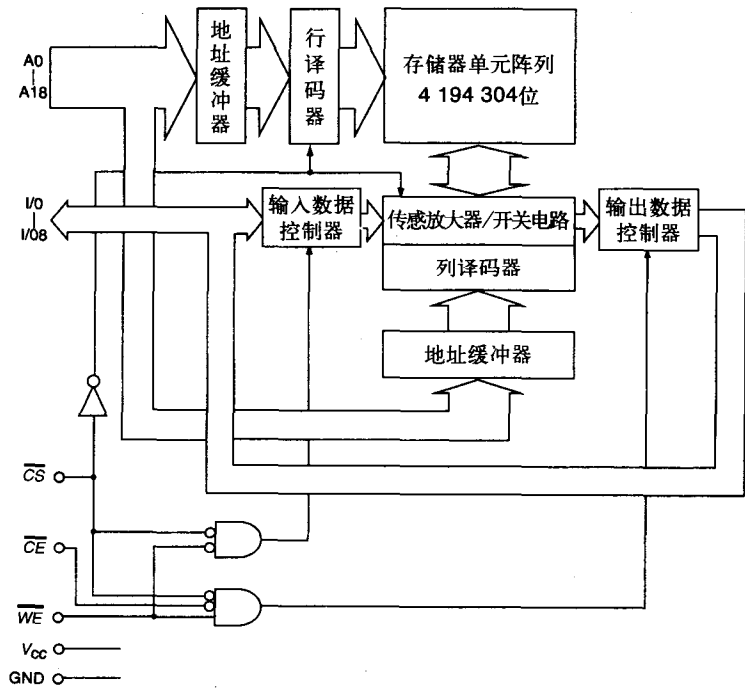 A0
A18
地址缓冲器
行译码器
存储器单元阵列
4 194 304位
I/0
I/08
输入数据
控制器
传感放大器/开关电路
列译码器
输出数据
控制器
地址缓冲器
CS
CE
WE
VCC
GND